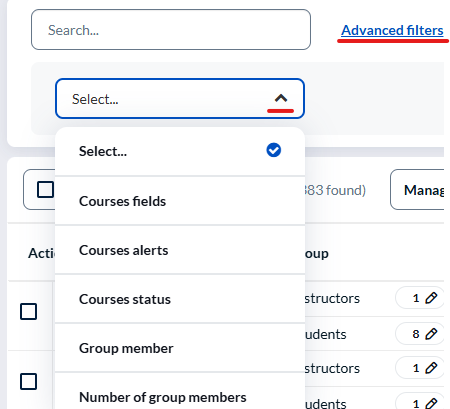 Search...
Advanced filters
Select...
Select...
Courses fields
Courses alerts
Courses status
Group member
Number of group members
383 found)
Manag
Acti
oup
structors
1
udents
8
structors
1
udents
1